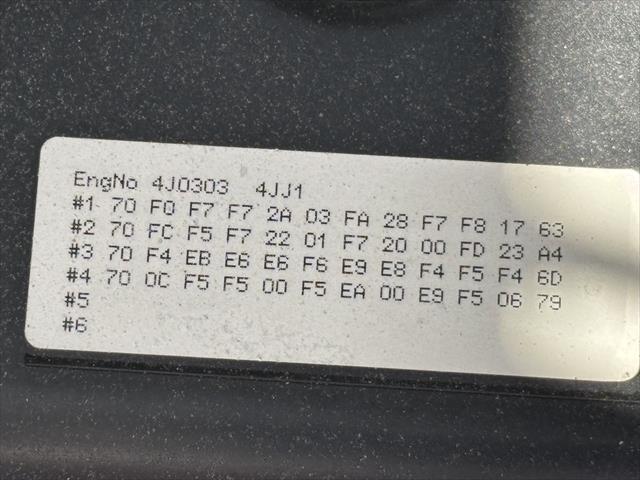 EngNo 4J0303 4JJ1
#1 70 F0 F7 F7 2A 03 FA 28 F7 F8 17 63
#2 70 FC F5 F7 22 01 F7 20 00 FD 23 A4
#3 70 F4 EB E6 E6 F6 E9 E8 F4 F5 F4 6D
#4 70 0C F5 F5 00 F5 EA 00 E9 F5 06 79
#5
#6